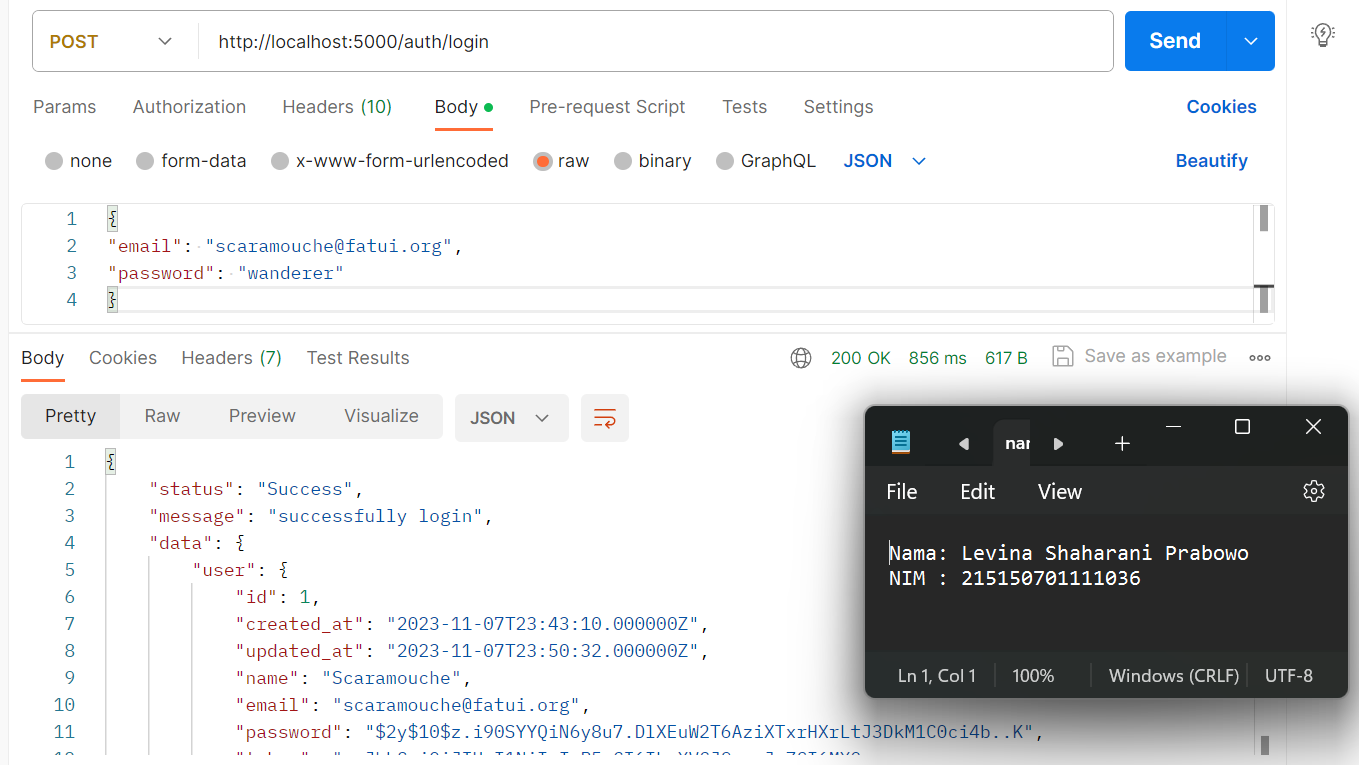 POST http://localhost:5000/auth/login Send
Params Authorization Headers (10) Body Pre-request Script Tests Settings Cookies
none form-data x-www-form-urlencoded raw binary GraphQL JSON Beautify
1 {
2 "email": "scaramouche@fatui.org",
3 "password": "wanderer"
4 }
Body Cookies Headers (7) Test Results 200 OK 856 ms 617 B Save as example
Pretty Raw Preview Visualize JSON
1 {
2 "status": "Success",
3 "message": "successfully login",
4 "data": {
5 "user": {
6 "id": 1,
7 "created_at": "2023-11-07T23:43:10.000000Z",
8 "updated_at": "2023-11-07T23:50:32.000000Z",
9 "name": "Scaramouche",
10 "email": "scaramouche@fatui.org",
11 "password": "$2y$10$z.i90SYYQiN6y8u7.DlXEuW2T6AziXTxrHXrLtJ3DkM1C0ci4b..K",
nar
File Edit View
Nama: Levina Shaharani Prabowo
NIM : 215150701111036
Ln 1, Col 1 100% Windows (CRLF) UTF-8